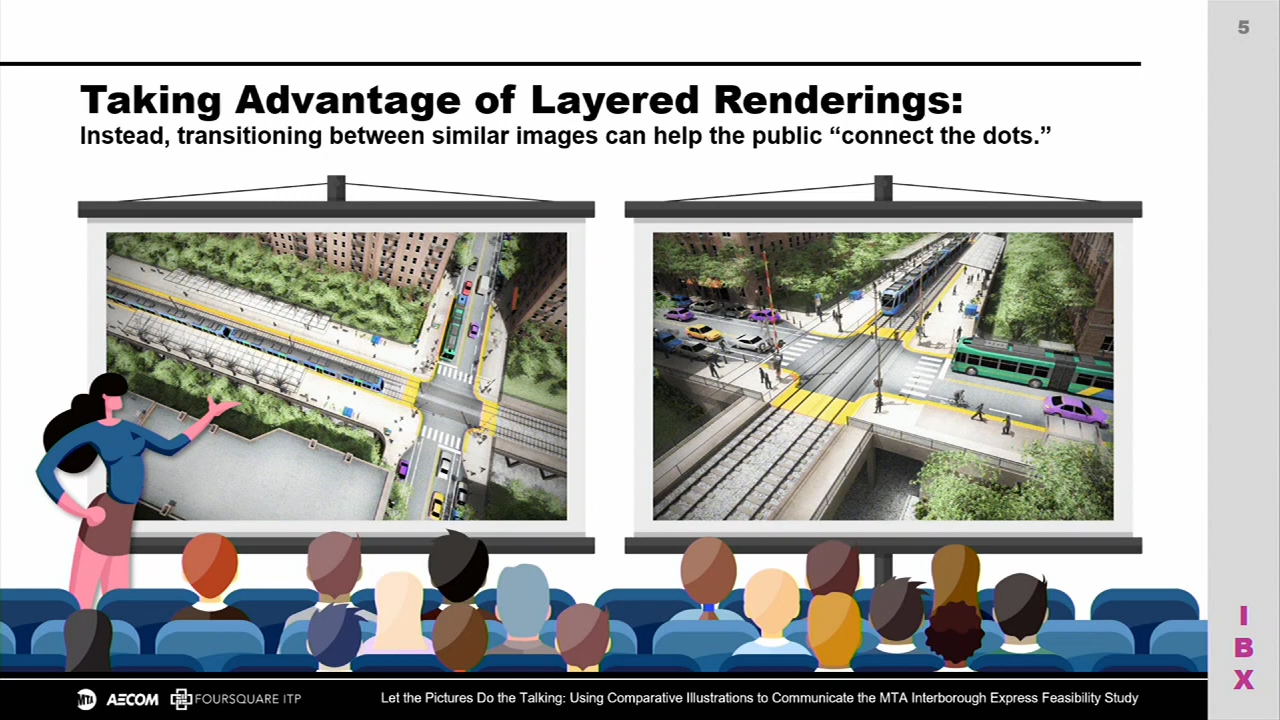 5
Taking Advantage of Layered Renderings:
Instead, transitioning between similar images can help the public “connect the dots.”
I
B
X
MTA AECOM FOURSQUARE ITP
Let the Pictures Do the Talking: Using Comparative Illustrations to Communicate the MTA Interborough Express Feasibility Study